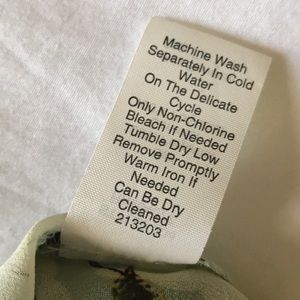 Machine Wash
Separately In Cold
Water
On The Delicate
Cycle
Only Non-Chlorine
Bleach If Needed
Tumble Dry Low
Remove Promptly
Warm Iron If
Needed
Can Be Dry
Cleaned
213203